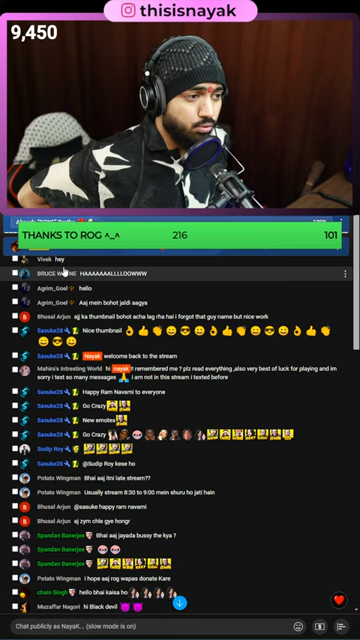 thisisnayak
9,450
THANKS TO ROG ^_^ 216 101
Vivek hey
BRUCE WAYNE HAAAAAAALLLLOOWWW
Agrim_Goel hello
Agrim_Goel Aaj mein bohot jaldi aagya
Bhusal Arjun ajj ka thumbnail bohot acha lag rha hai i forgot that guy name but nice work
Sasuke28 Nice thumbnail
Sasuke28 Nayak welcome back to the stream
Mahira's Intresting World hi nayak remembered me ? plz read everything ,also very best of luck for playing and im
sorry i text so many messages i am not in this stream i texted before
Sasuke28 Happy Ram Navami to everyone
Sasuke28 Go Crazy
Sasuke28 New emotes
Sasuke28 Go Crazy
Sudip Roy
Sasuke28 @Sudip Roy kese ho
Potato Wingman Bhai aaj itni late stream??
Potato Wingman Usually stream 8:30 to 9:00 mein shuru ho jati hain
Bhusal Arjun @sasuke happy ram navami
Bhusal Arjun aj zym chle gye hongr
Spandan Banerjee Bhai aaj jayada bussy the kya ?
Spandan Banerjee
Spandan Banerjee
Potato Wingman I hope aaj rog wapas donate Kare
chain Singh hello bhai kaisa ho
Muzaffar Nagori hi Black devil
Chat publicly as Nayak... (slow mode is on)